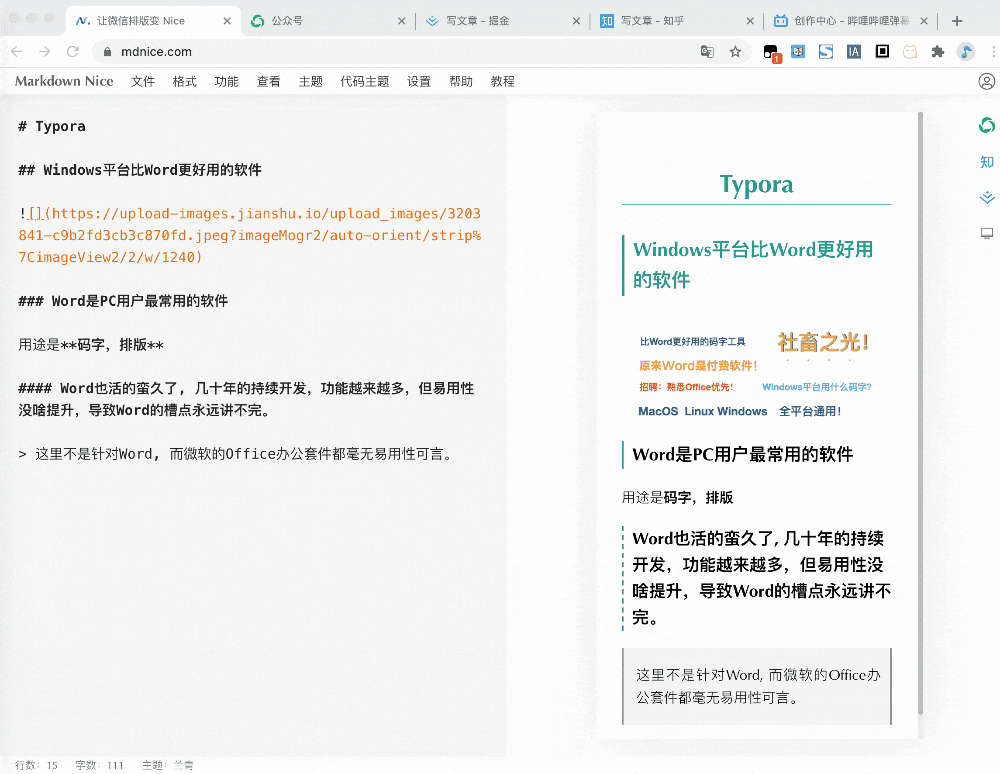 让微信排版变 Nice
公众号
写文章 - 掘金
写文章 - 知乎
创作中心 - 哔哩哔哩弹幕
mdnice.com
1
IA
Markdown Nice 文件 格式 功能 查看 主题 代码主题 设置 帮助 教程
# Typora
## Windows平台比Word更好用的软件
![](https://upload-images.jianshu.io/upload_images/3203
841-c9b2fd3cb3c870fd.jpeg?imageMogr2/auto-orient/strip%
7CimageView2/2/w/1240)
### Word是PC用户最常用的软件
用途是**码字，排版**
#### Word也活的蛮久了, 几十年的持续开发，功能越来越多，但易用性
没啥提升，导致Word的槽点永远讲不完。
> 这里不是针对Word, 而微软的Office办公套件都毫无易用性可言。
Typora
Windows平台比Word更好用
的软件
比Word更好用的码字工具
社畜之光！
原来Word是付费软件！
招聘：熟悉Office优先！
Windows平台用什么码字?
MacOS Linux Windows 全平台通用！
Word是PC用户最常用的软件
用途是码字，排版
Word也活的蛮久了, 几十年的持续
开发，功能越来越多，但易用性没
啥提升，导致Word的槽点永远讲不
完。
这里不是针对Word, 而微软的Office办
公套件都毫无易用性可言。
知
行数：15 字数：111 主题：兰青